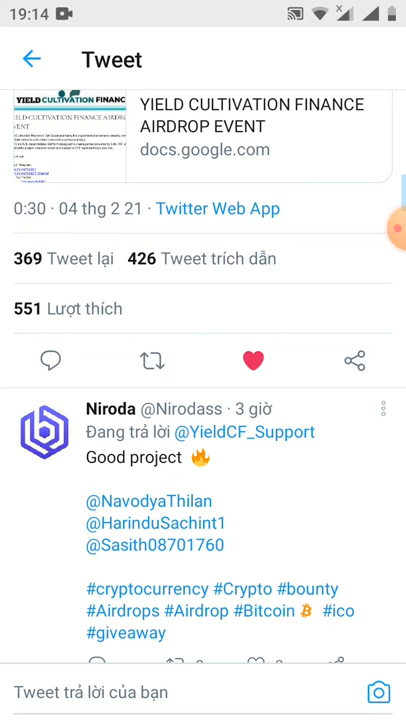 19:14
Tweet
YIELD CULTIVATION FINANC
YIELD CULTIVATION FINANCE
AIRDROP EVENT
docs.google.com
0:30 · 04 thg 2 21 · Twitter Web App
369 Tweet lại 426 Tweet trích dẫn
551 Lượt thích
Niroda @Nirodass · 3 giờ
Đang trả lời @YieldCF_Support
Good project 🔥
@NavodyaThilan
@HarinduSachint1
@Sasith08701760
#cryptocurrency #Crypto #bounty
#Airdrops #Airdrop #Bitcoin #ico
#giveaway
Tweet trả lời của bạn